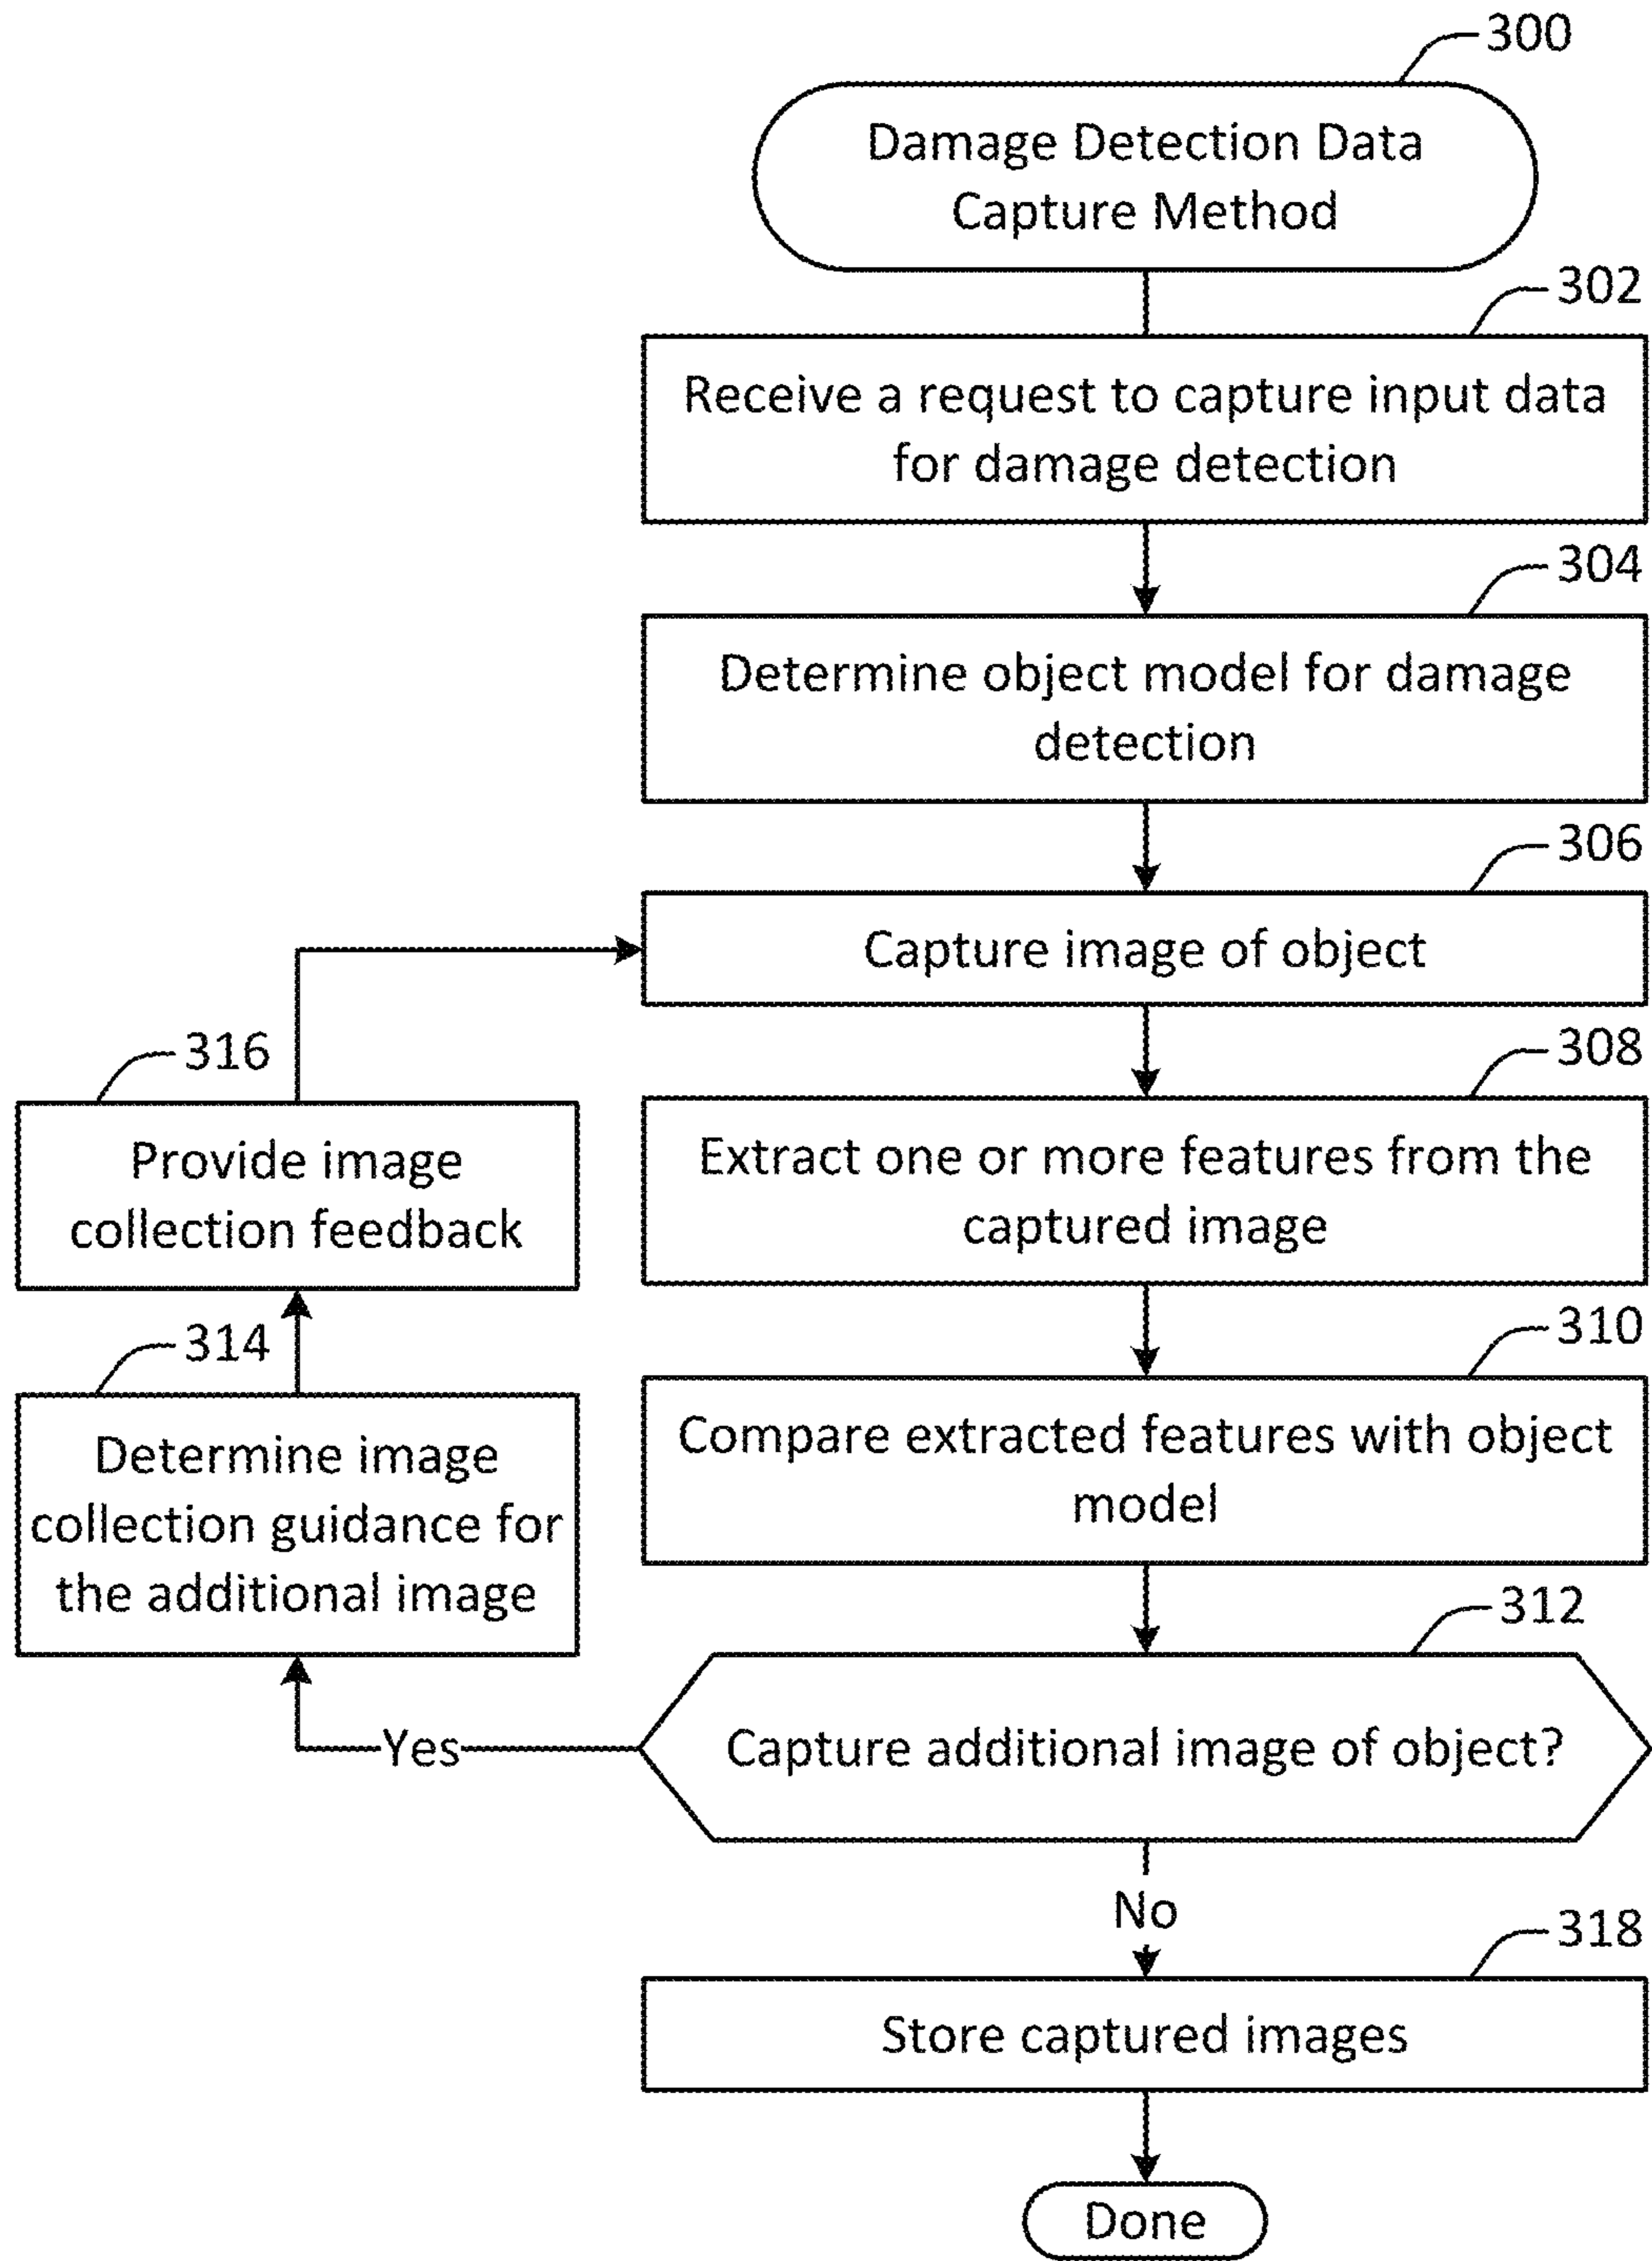 300
Damage Detection Data
Capture Method
302
Receive a request to capture input data
for damage detection
304
Determine object model for damage
detection
306
Capture image of object
308
Extract one or more features from the
captured image
310
Compare extracted features with object
model
312
Capture additional image of object?
Yes
314
Determine image
collection guidance for
the additional image
316
Provide image
collection feedback
No
318
Store captured images
Done